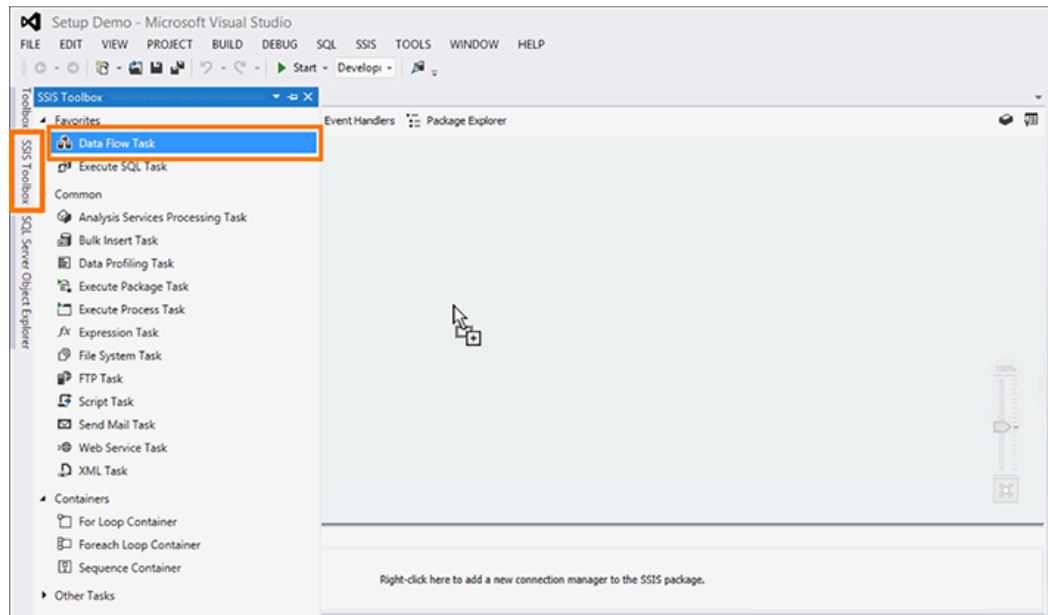 Setup Demo - Microsoft Visual Studio
FILE EDIT VIEW PROJECT BUILD DEBUG SQL SSIS TOOLS WINDOW HELP
Start Develop
Toolbox
SSIS Toolbox
SQL Server Object Explorer
SSIS Toolbox
Favorites
Event Handlers Package Explorer
Data Flow Task
Execute SQL Task
Common
Analysis Services Processing Task
Bulk Insert Task
Data Profiling Task
Execute Package Task
Execute Process Task
Expression Task
File System Task
FTP Task
Script Task
Send Mail Task
Web Service Task
XML Task
100%
Containers
For Loop Container
Foreach Loop Container
Sequence Container
Right-click here to add a new connection manager to the SSIS package.
Other Tasks